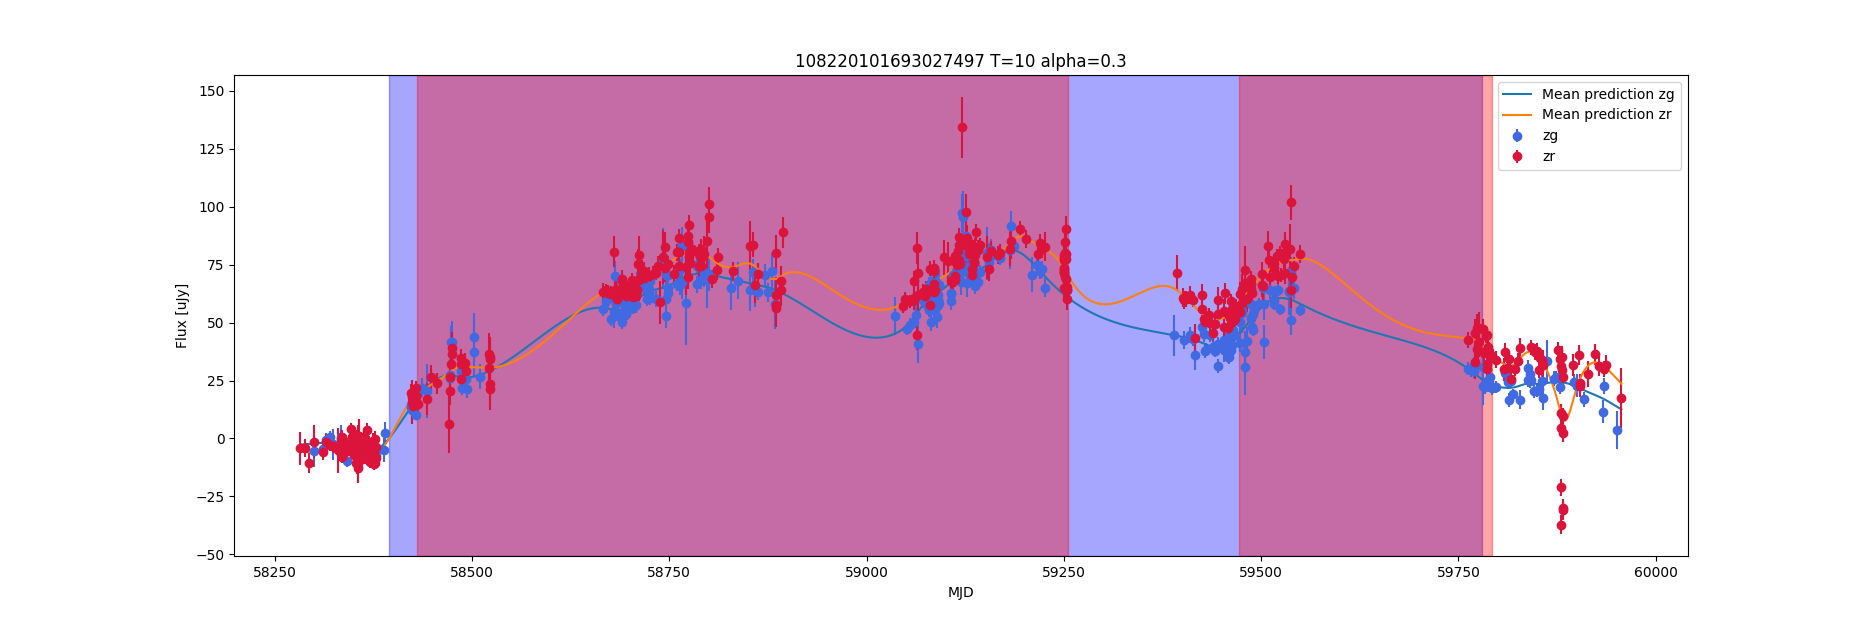 108220101693027497 T=10 alpha=0.3
150
125
100
75
50
25
0
−25
−50
Flux [uJy]
Mean prediction zg
Mean prediction zr
zg
zr
58250 58500 58750 59000 59250 59500 59750 60000
MJD